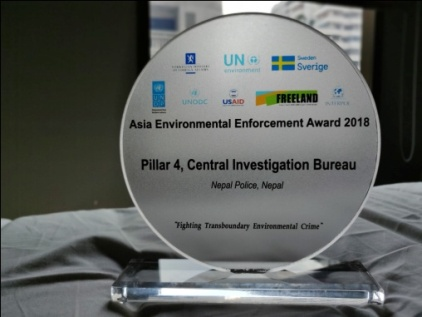 UN
environment
Sweden
Sverige
UNODC
USAID
FREELAND
Asia Environmental Enforcement Award 2018
Pillar 4, Central Investigation Bureau
Nepal Police, Nepal
"Fighting Transboundary Environmental Crime"